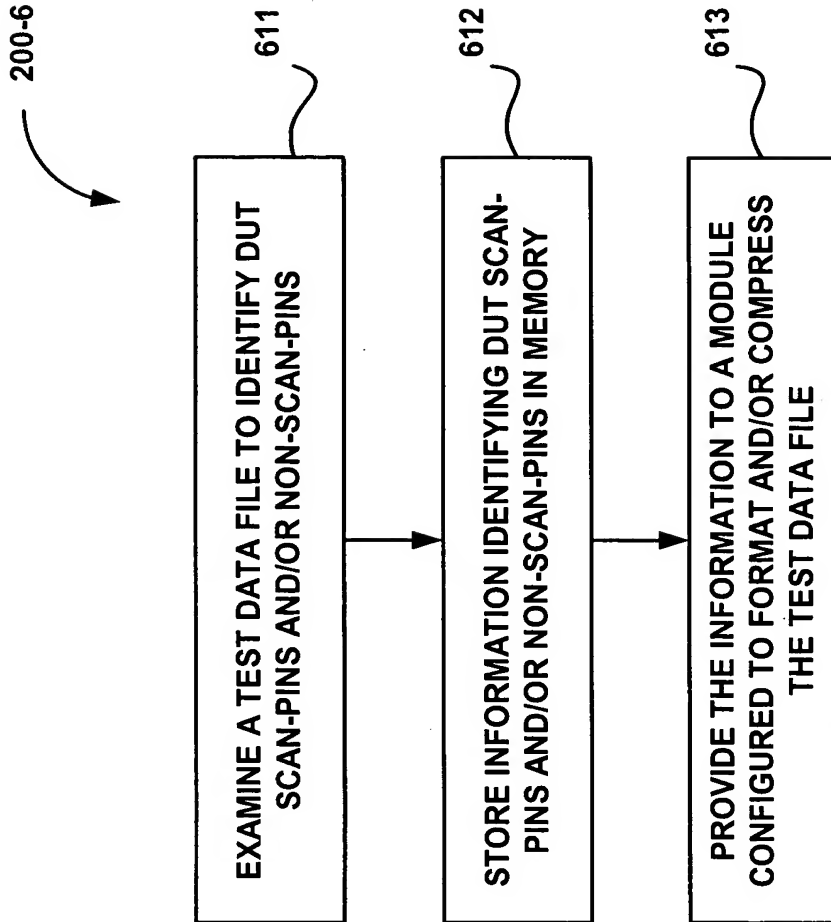 200-6
611
EXAMINE A TEST DATA FILE TO IDENTIFY DUT
SCAN-PINS AND/OR NON-SCAN-PINS
612
STORE INFORMATION IDENTIFYING DUT SCAN-
PINS AND/OR NON-SCAN-PINS IN MEMORY
613
PROVIDE THE INFORMATION TO A MODULE
CONFIGURED TO FORMAT AND/OR COMPRESS
THE TEST DATA FILE